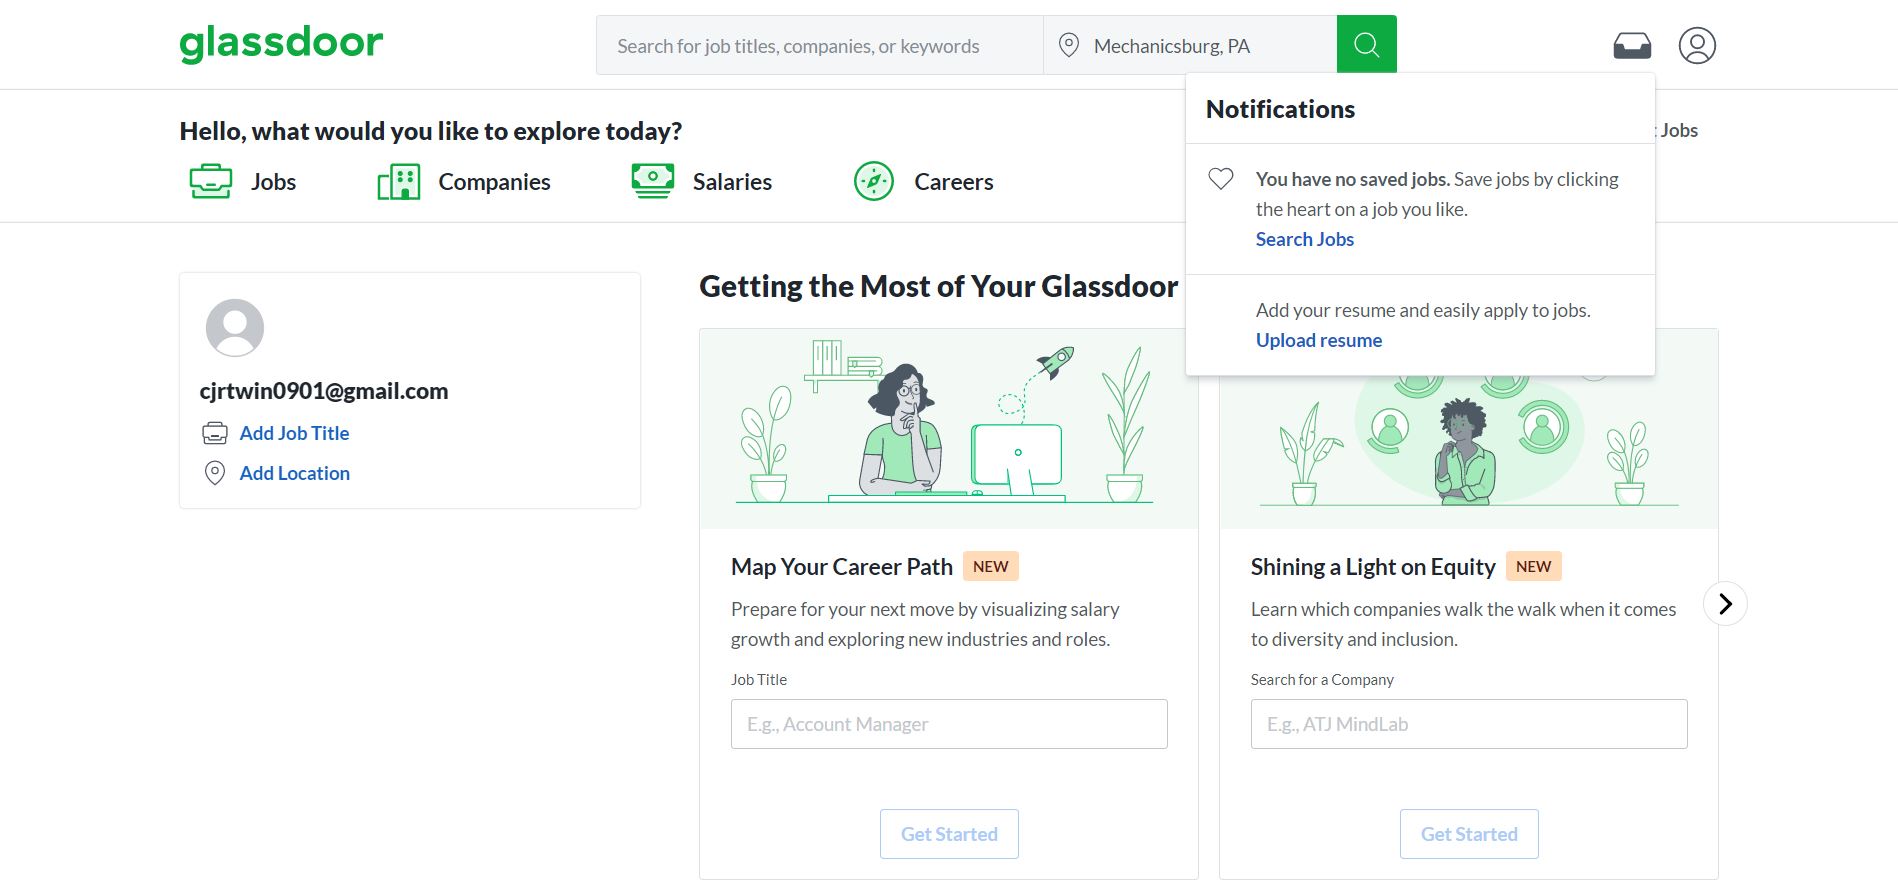 glassdoor
Search for job titles, companies, or keywords
Mechanicsburg, PA
Hello, what would you like to explore today?
Jobs
Companies
Salaries
Careers
Jobs
Notifications
You have no saved jobs. Save jobs by clicking
the heart on a job you like.
Search Jobs
Add your resume and easily apply to jobs.
Upload resume
cjrtwin0901@gmail.com
Add Job Title
Add Location
Getting the Most of Your Glassdoor
Map Your Career Path NEW
Prepare for your next move by visualizing salary
growth and exploring new industries and roles.
Job Title
E.g., Account Manager
Get Started
Shining a Light on Equity NEW
Learn which companies walk the walk when it comes
to diversity and inclusion.
Search for a Company
E.g., ATJ MindLab
Get Started